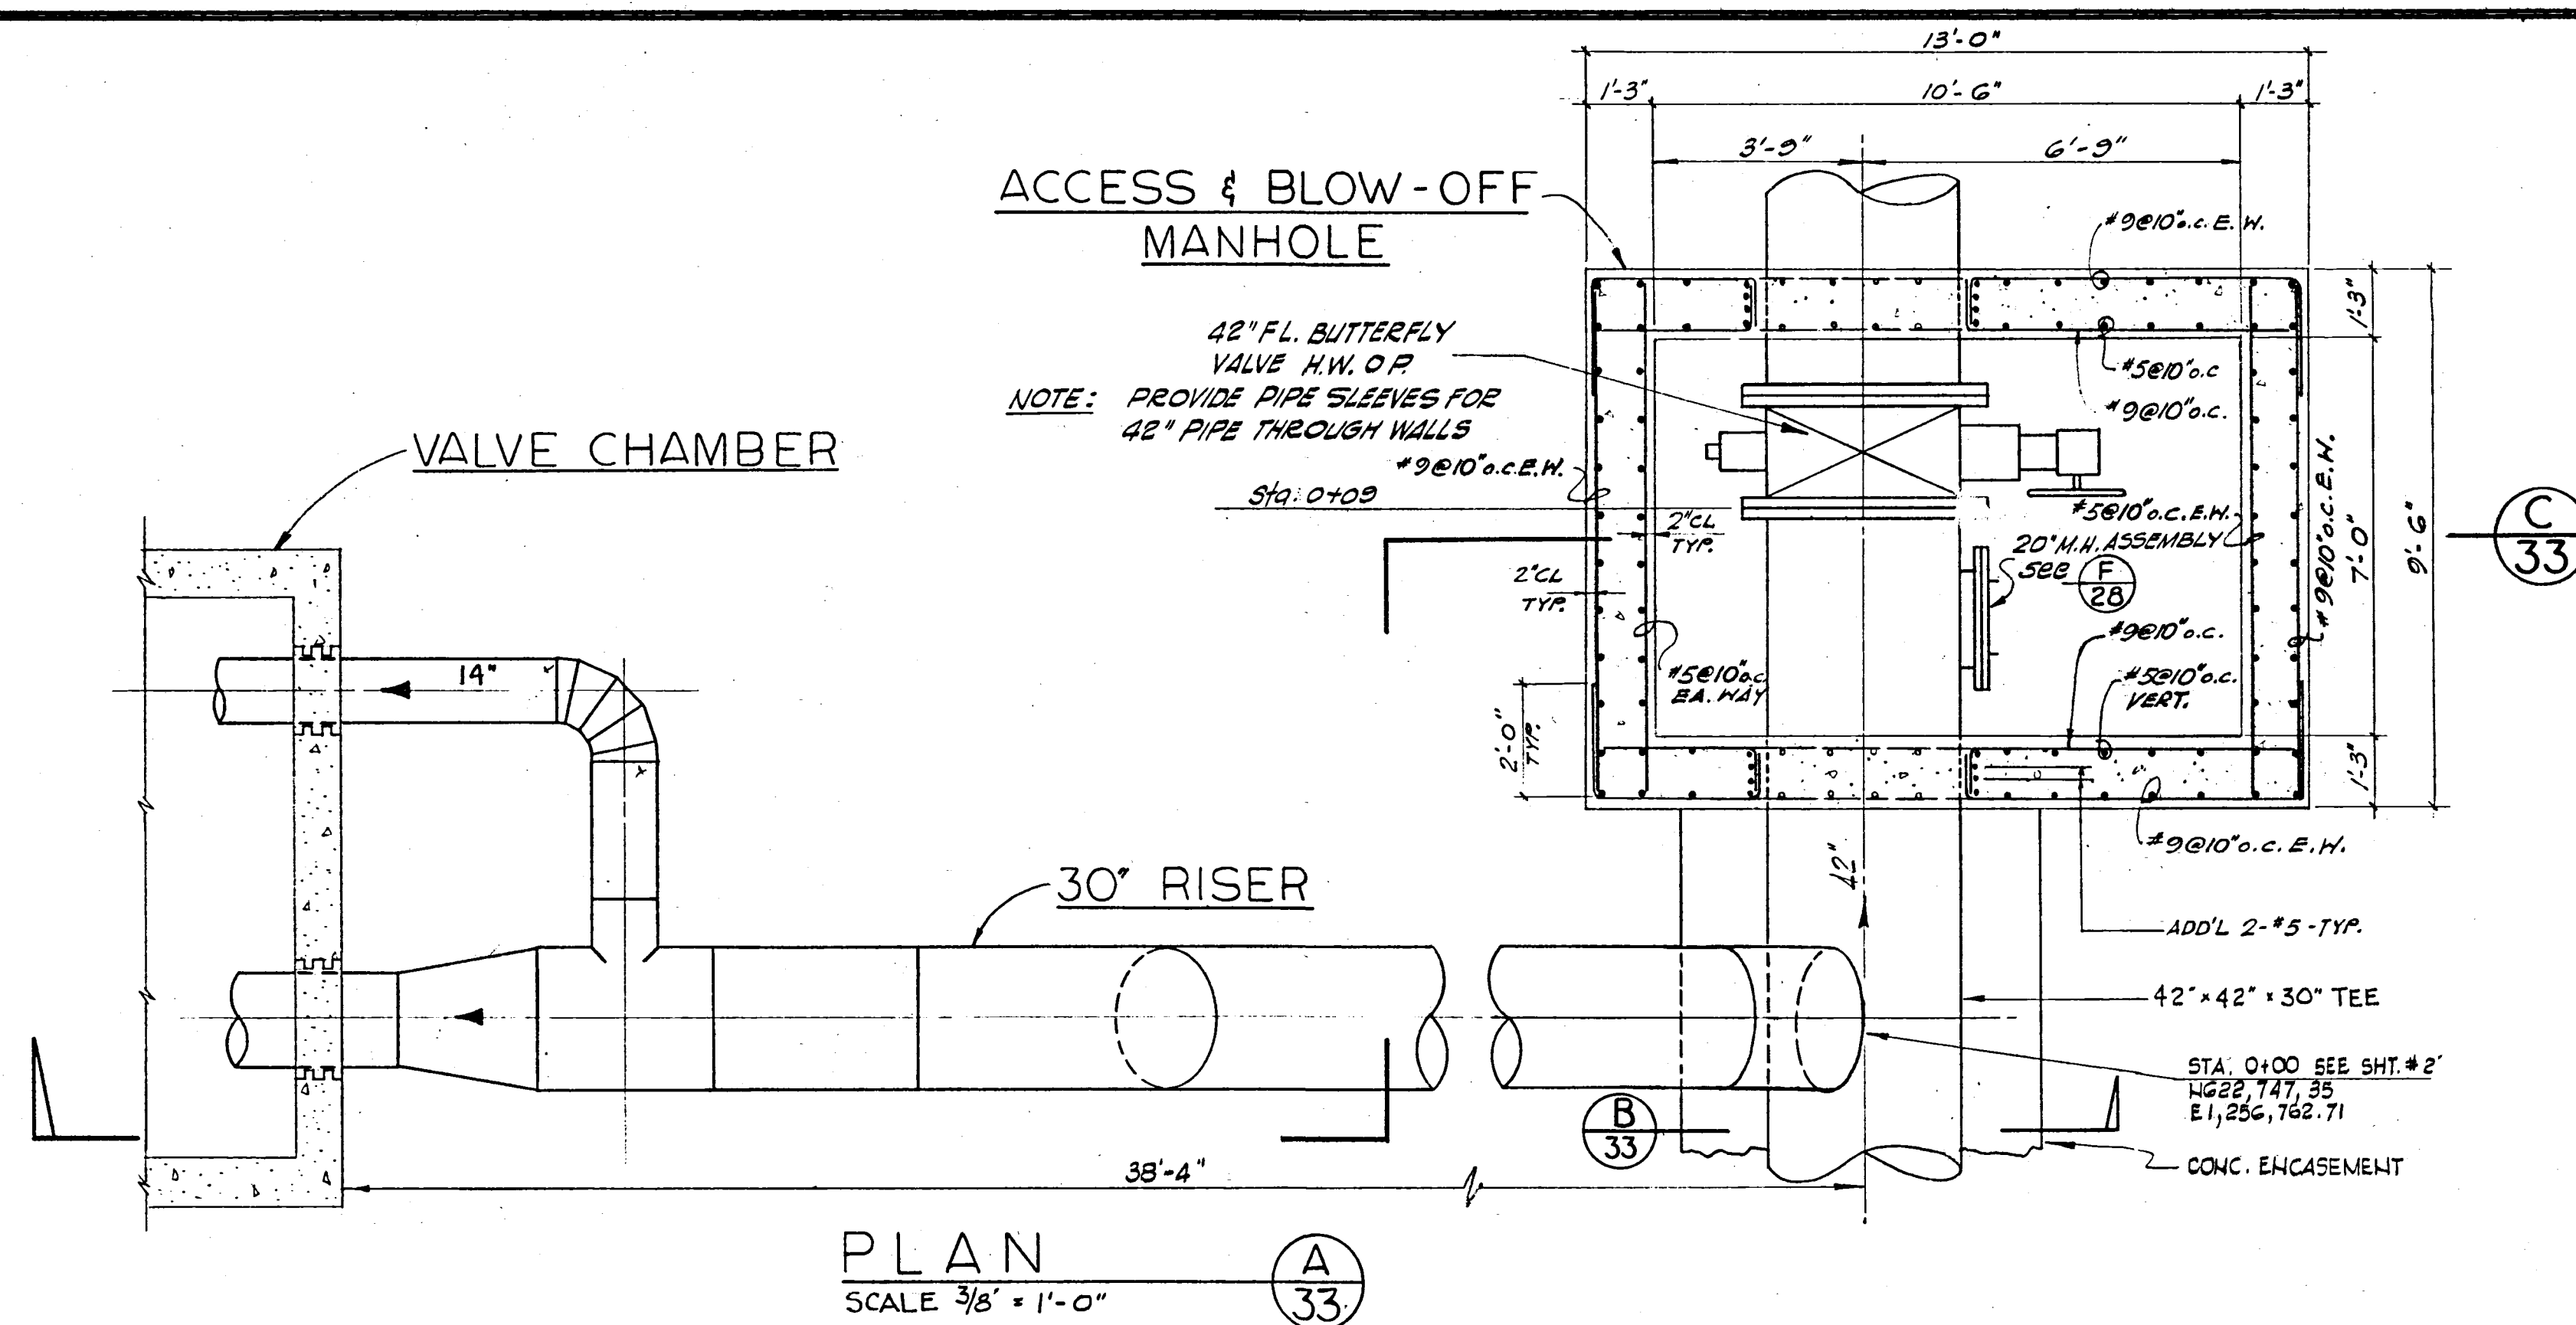 13'-0"
1'-3"
10'-6"
1'-3"
3'-9"
6'-9"
ACCESS & BLOW-OFF
MANHOLE
#9@10"o.c. E.W.
1'-3"
42" FL. BUTTERFLY
VALVE H.W. OP.
NOTE: PROVIDE PIPE SLEEVES FOR
42" PIPE THROUGH WALLS
#5@10"o.c
#9@10"o.c.
VALVE CHAMBER
#9@10"o.c.E.W.
Sta. 0+09
2"CL
TYP.
#5@10"o.c.E.W.
20"M.H. ASSEMBLY
see F
28
#9@10"o.c.E.W.
7'-0"
9'-6"
C
33
2"CL
TYP.
#9@10"o.c.
14"
#5@10"o.c
EA. WAY
#5@10"o.c.
VERT.
2'-0"
TYP.
1'-3"
#9@10"o.c. E.W.
30" RISER
42"
ADD'L 2-#5-TYP.
42"x42"x30" TEE
STA. 0+00 SEE SHT. #2
N622,747,35
E1,256,762.71
B
33
CONC. ENCASEMENT
38'-4"
PLAN
SCALE 3/8' = 1'-0"
A
33